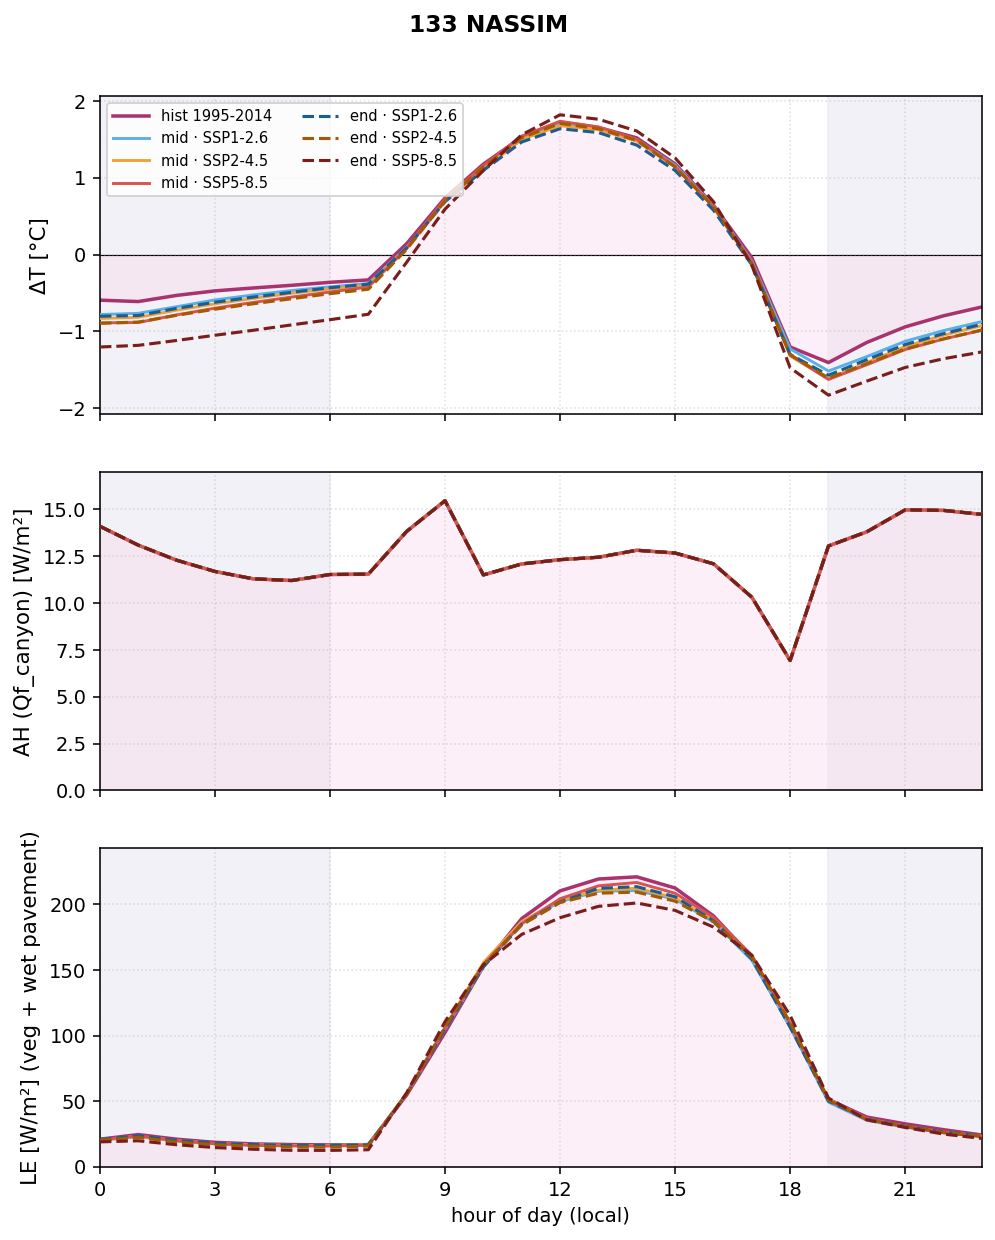 133 NASSIM
hist 1995-2014
mid · SSP1-2.6
mid · SSP2-4.5
mid · SSP5-8.5
end · SSP1-2.6
end · SSP2-4.5
end · SSP5-8.5
ΔT [°C]
2
1
0
−1
−2
AH (Qf_canyon) [W/m²]
15.0
12.5
10.0
7.5
5.0
2.5
0.0
LE [W/m²] (veg + wet pavement)
200
150
100
50
0
0 3 6 9 12 15 18 21
hour of day (local)